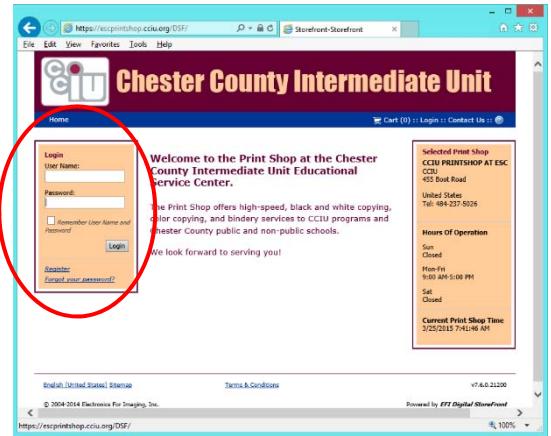 https://escprintshop.cciu.org/DSF/
Storefront-Storefront
File Edit View Favorites Tools Help
CCIU
Chester County Intermediate Unit
Home
Cart (0) :: Login :: Contact Us ::
Login
User Name:
Password:
Remember User Name and
Password
Login
Register
Forgot your password?
Welcome to the Print Shop at the Chester
County Intermediate Unit Educational
Service Center.
The Print Shop offers high-speed, black and white copying,
color copying, and bindery services to CCIU programs and
Chester County public and non-public schools.
We look forward to serving you!
Selected Print Shop
CCIU PRINTSHOP AT ESC
CCIU
455 Boot Road
United States
Tel: 484-237-5026
Hours Of Operation
Sun
Closed
Mon-Fri
9:00 AM-5:00 PM
Sat
Closed
Current Print Shop Time
3/25/2015 7:41:46 AM
English [United States] Sitemap
Terms & Conditions
v7.6.0.21200
© 2004-2014 Electronics For Imaging, Inc.
Powered by EFI Digital StoreFront
https://escprintshop.cciu.org/DSF/
100%